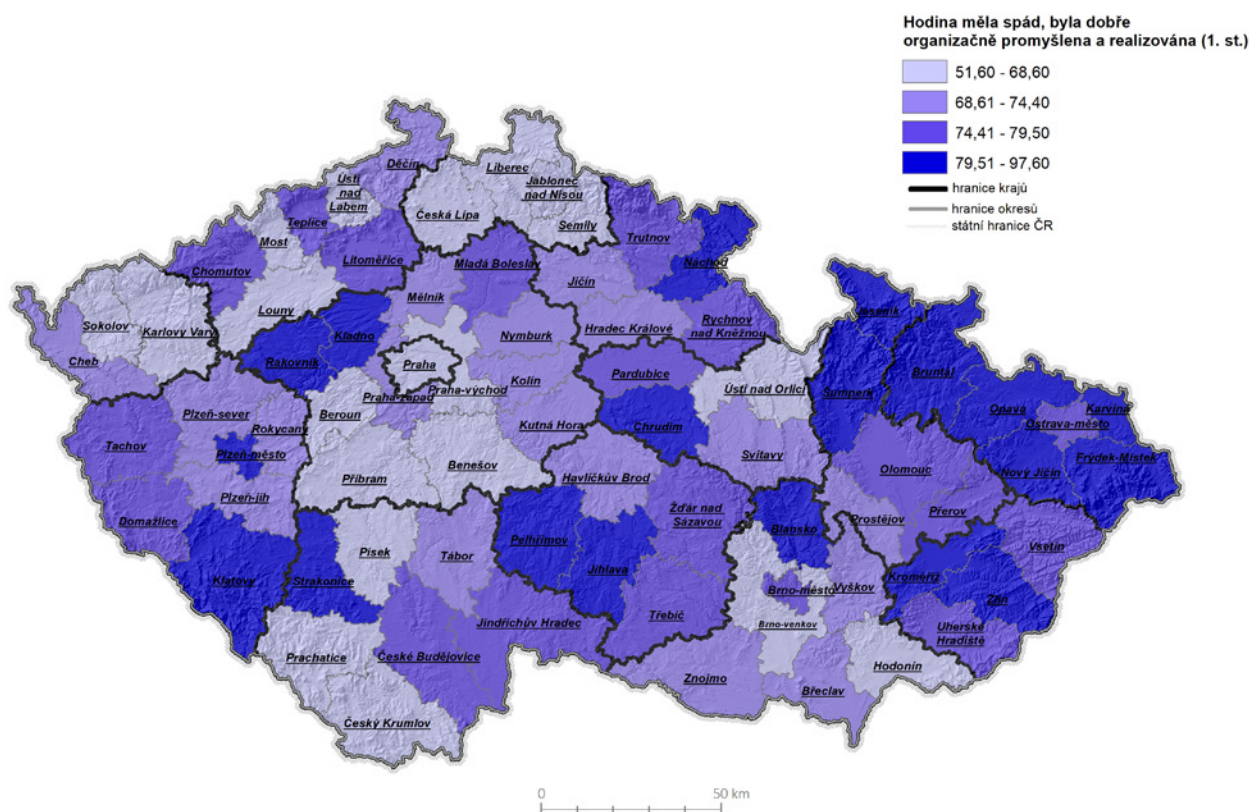 Hodina měla spád, byla dobře
organizačně promyšlena a realizována (1. st.)
51,60 - 68,60
68,61 - 74,40
74,41 - 79,50
79,51 - 97,60
hranice krajů
hranice okresů
státní hranice ČR
Děčín
Ústí
nad
Labem
Teplice
Most
Chomutov
Litoměřice
Louny
Liberec
Jablonec
nad Nisou
Česká Lípa
Semily
Trutnov
Náchod
Jičín
Mladá Boleslav
Mělník
Hradec Králové
Rychnov
nad Kněžnou
Sokolov
Karlovy Vary
Cheb
Kladno
Rakovník
Praha
Nymburk
Kolín
Praha-východ
Praha-západ
Beroun
Kutná Hora
Benešov
Příbram
Pardubice
Ústí nad Orlicí
Chrudim
Svitavy
Jeseník
Šumperk
Bruntál
Opava
Karviná
Ostrava-město
Nový Jičín
Frýdek-Místek
Plzeň-sever
Rokycany
Plzeň-město
Tachov
Plzeň-jih
Domažlice
Klatovy
Havlíčkův Brod
Žďár nad
Sázavou
Pelhřimov
Jihlava
Třebíč
Olomouc
Přerov
Prostějov
Vsetín
Kroměříž
Zlín
Uherské
Hradiště
Blansko
Brno-město
Vyškov
Brno-venkov
Hodonín
Znojmo
Břeclav
Strakonice
Písek
Tábor
Jindřichův Hradec
České Budějovice
Prachatice
Český Krumlov
0
50 km